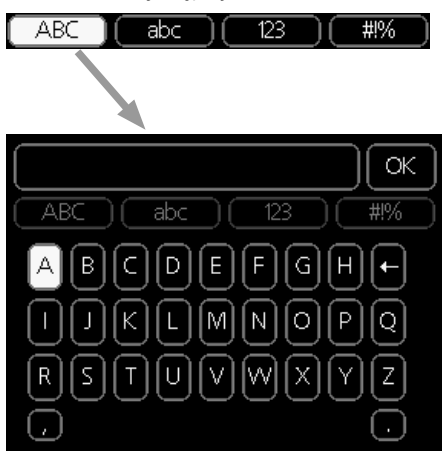 ABC abc 123 #!%
OK
ABC abc 123 #!%
A B C D E F G H ←
I J K L M N O P Q
R S T U V W X Y Z
, .